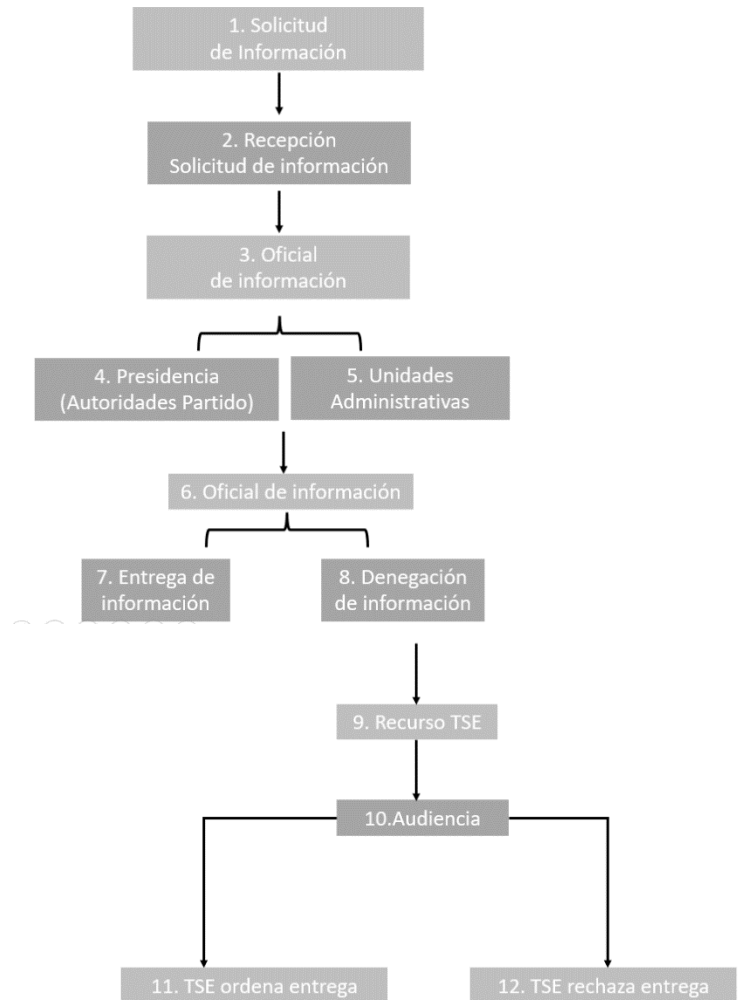 1. Solicitud
de Información
2. Recepción
Solicitud de información
3. Oficial
de información
4. Presidencia
(Autoridades Partido)
5. Unidades
Administrativas
6. Oficial de información
7. Entrega de
información
8. Denegación
de información
9. Recurso TSE
10.Audiencia
11. TSE ordena entrega
12. TSE rechaza entrega